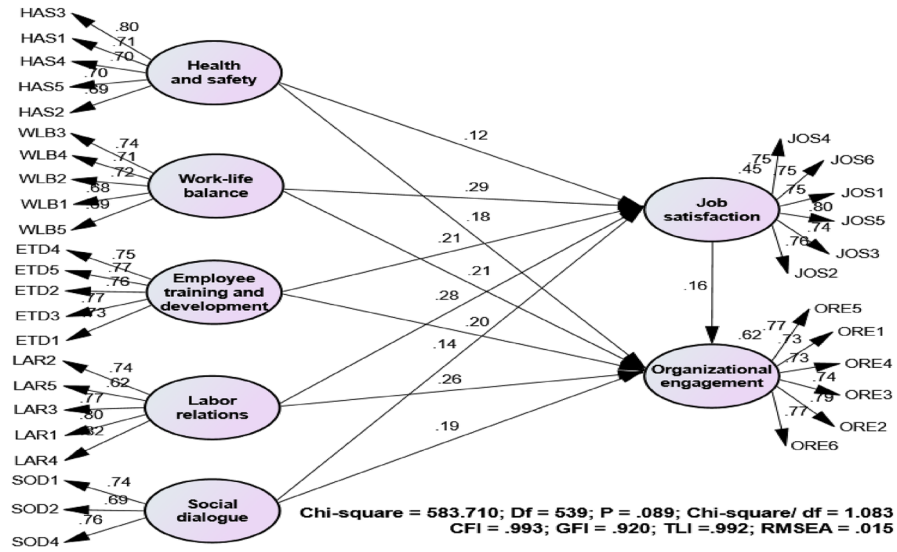 HAS3
HAS1
HAS4
HAS5
HAS2
.80
.71
.70
.70
.69
Health
and safety
WLB3
WLB4
WLB2
WLB1
WLB5
.74
.71
.72
.68
.69
Work-life
balance
ETD4
ETD5
ETD2
ETD3
ETD1
.75
.77
.76
.77
.73
Employee
training and
development
LAR2
LAR5
LAR3
LAR1
LAR4
.74
.62
.77
.80
.82
Labor
relations
SOD1
SOD2
SOD4
.74
.69
.76
Social
dialogue
.12
.29
.18
.21
.21
.28
.20
.14
.26
.19
.16
JOS4
JOS6
JOS1
JOS5
JOS3
JOS2
.45
.75
.75
.75
.80
.74
.76
Job
satisfaction
ORE5
ORE1
ORE4
ORE3
ORE2
ORE6
.62
.77
.73
.73
.74
.79
.77
Organizational
engagement
Chi-square = 583.710; Df = 539; P = .089; Chi-square/ df = 1.083
CFI = .993; GFI = .920; TLI =.992; RMSEA = .015